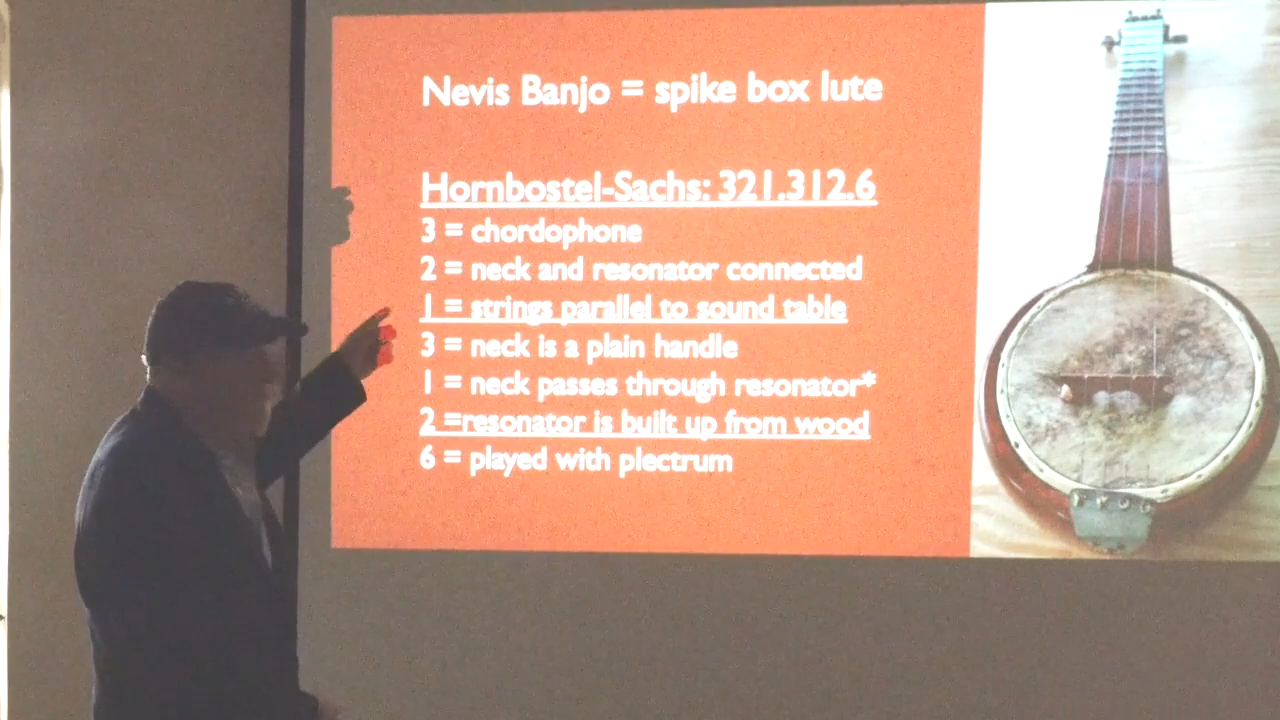 Nevis Banjo = spike box lute
Hornbostel-Sachs: 321.312.6
3 = chordophone
2 = neck and resonator connected
1 = strings parallel to sound table
3 = neck is a plain handle
1 = neck passes through resonator*
2 =resonator is built up from wood
6 = played with plectrum